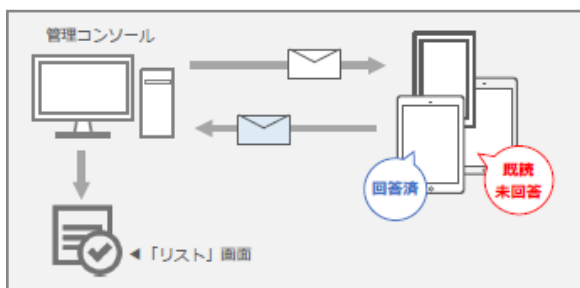 管理コンソール
回答済
既読
未回答
◀「リスト」画面